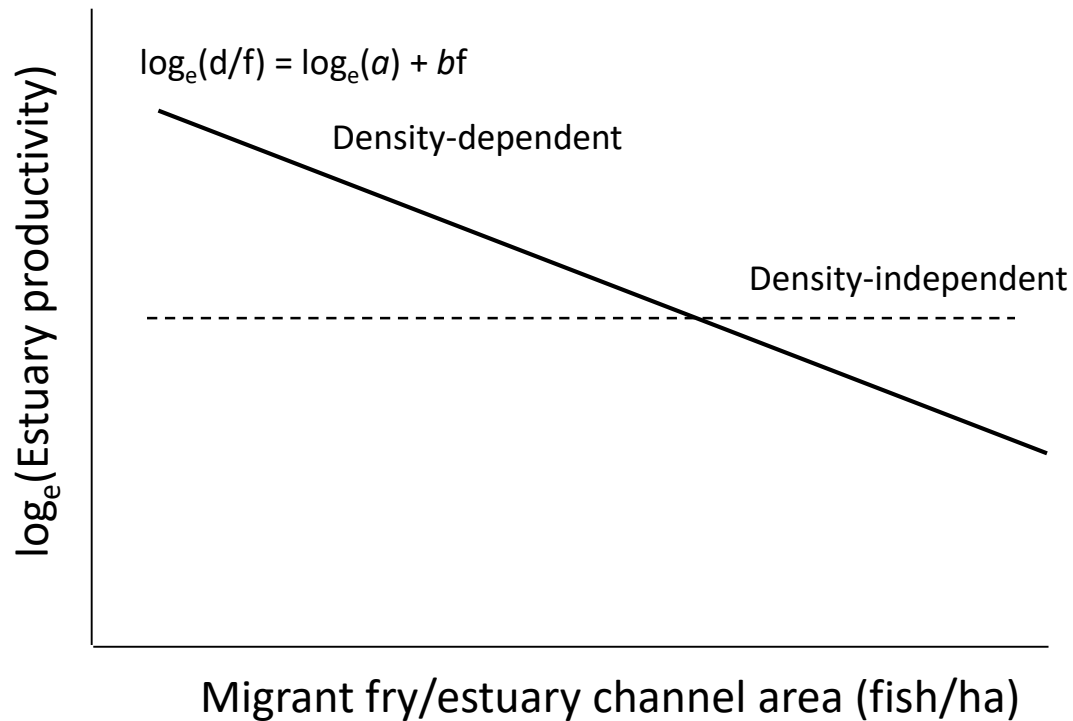 logₑ(d/f) = logₑ(a) + bf
Density-dependent
Density-independent
logₑ(Estuary productivity)
Migrant fry/estuary channel area (fish/ha)